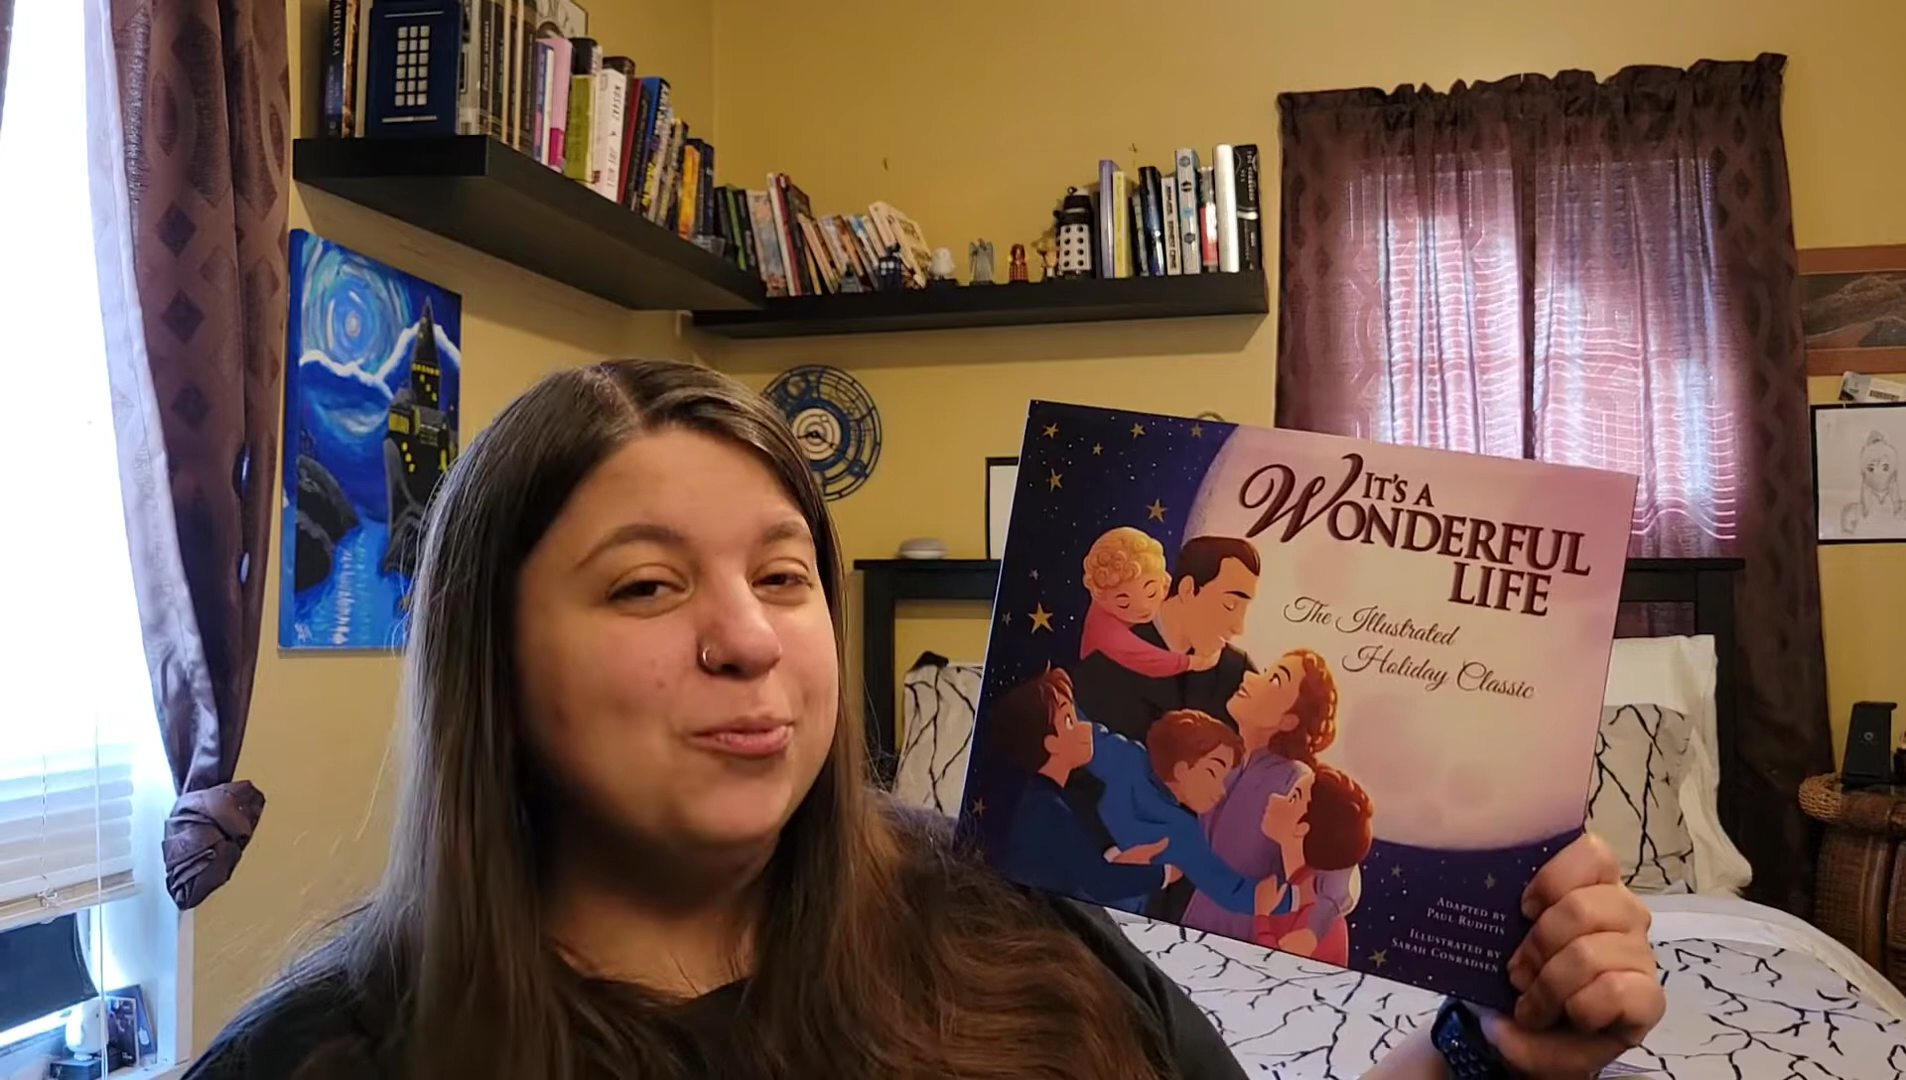 IT'S A
WONDERFUL
LIFE
The Illustrated
Holiday Classic
ADAPTED BY
PAUL RUDITIS
ILLUSTRATED BY
SARAH CONRADSEN